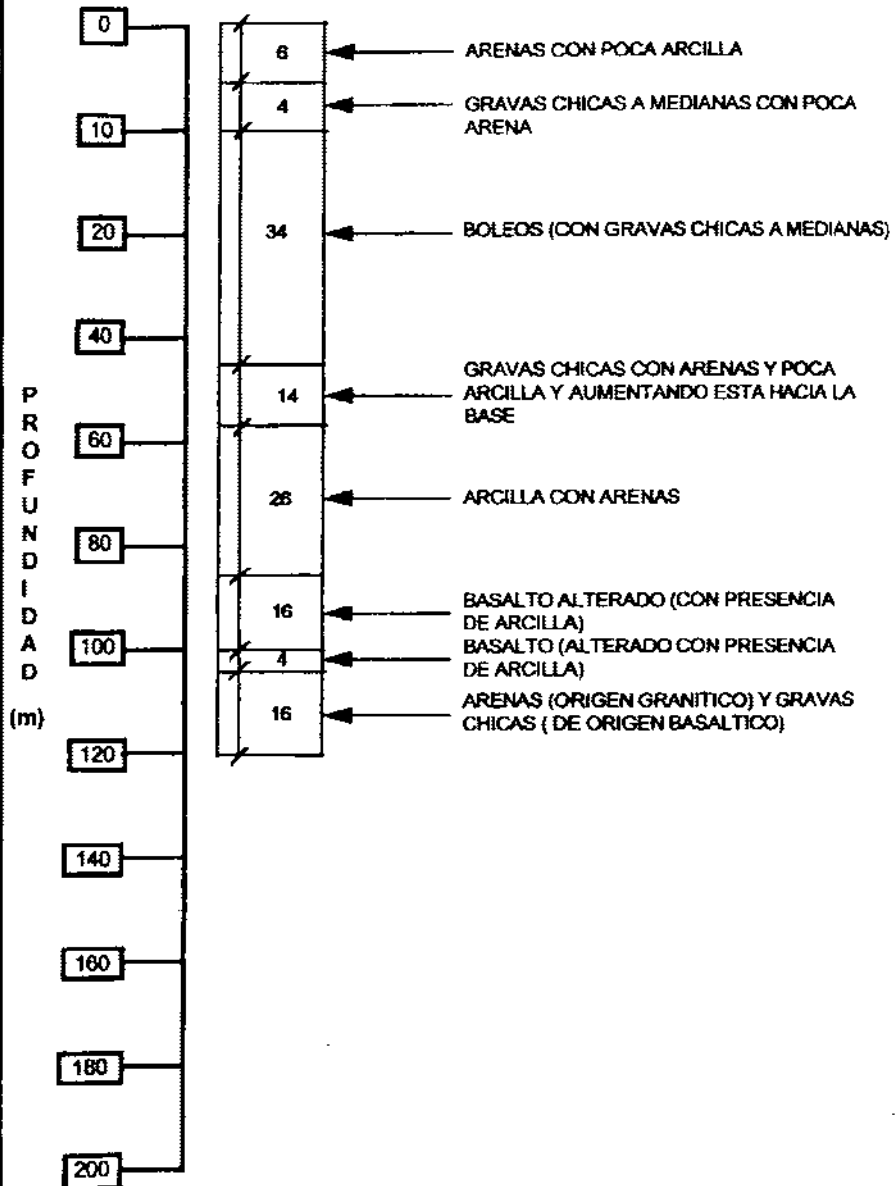 0
6
ARENAS CON POCA ARCILLA
4
GRAVAS CHICAS A MEDIANAS CON POCA
ARENA
10
20
34
BOLEOS (CON GRAVAS CHICAS A MEDIANAS)
40
14
GRAVAS CHICAS CON ARENAS Y POCA
ARCILLA Y AUMENTANDO ESTA HACIA LA
BASE
60
26
ARCILLA CON ARENAS
80
16
BASALTO ALTERADO (CON PRESENCIA
DE ARCILLA)
100
4
BASALTO (ALTERADO CON PRESENCIA
DE ARCILLA)
16
ARENAS (ORIGEN GRANITICO) Y GRAVAS
CHICAS ( DE ORIGEN BASALTICO)
120
140
160
180
200
PROFUNDIDAD
(m)